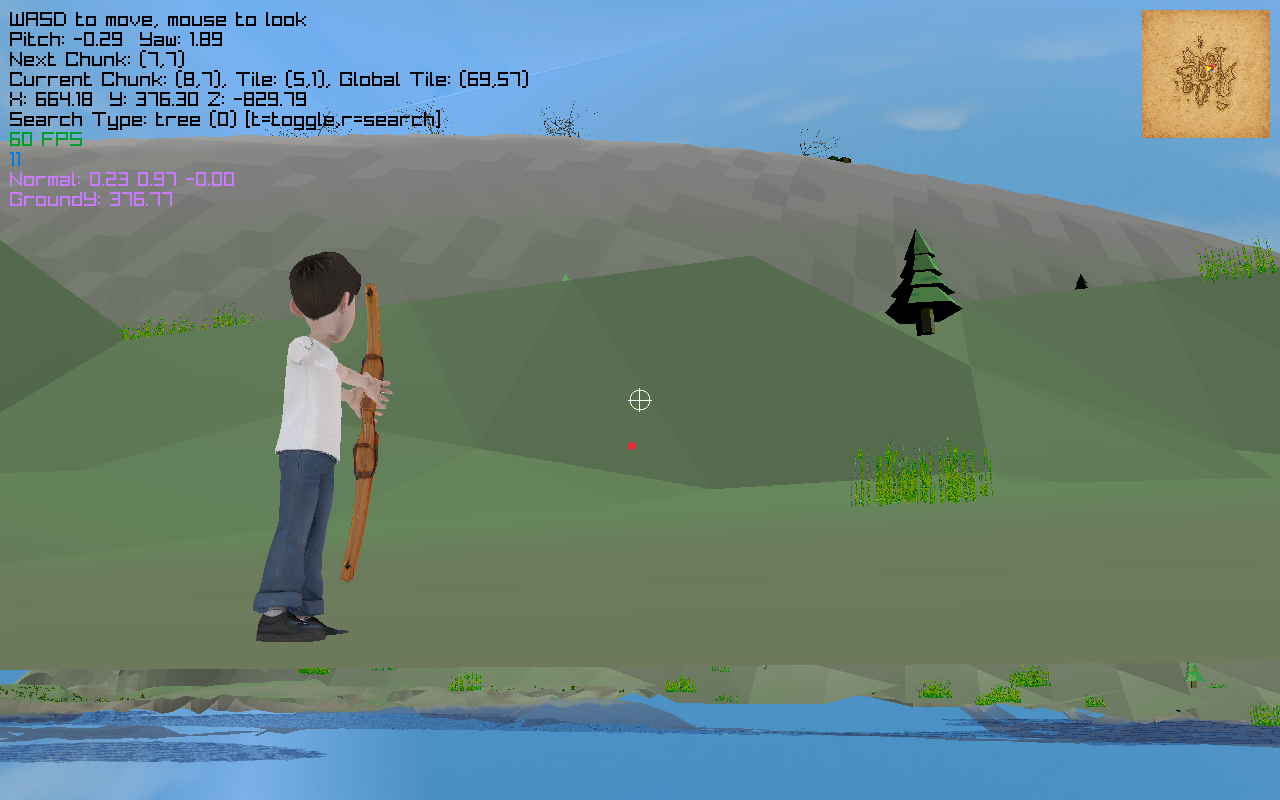 WASD to move, mouse to look
Pitch: -0.29 Yaw: 1.89
Next Chunk: (7,7)
Current Chunk: (8,7), Tile: (5,1), Global Tile: (69,57)
X: 664.18 Y: 376.30 Z: -829.79
Search Type: tree (0) [t=toggle,r=search]
60 FPS
11
Normal: 0.23 0.97 -0.00
GroundY: 376.77